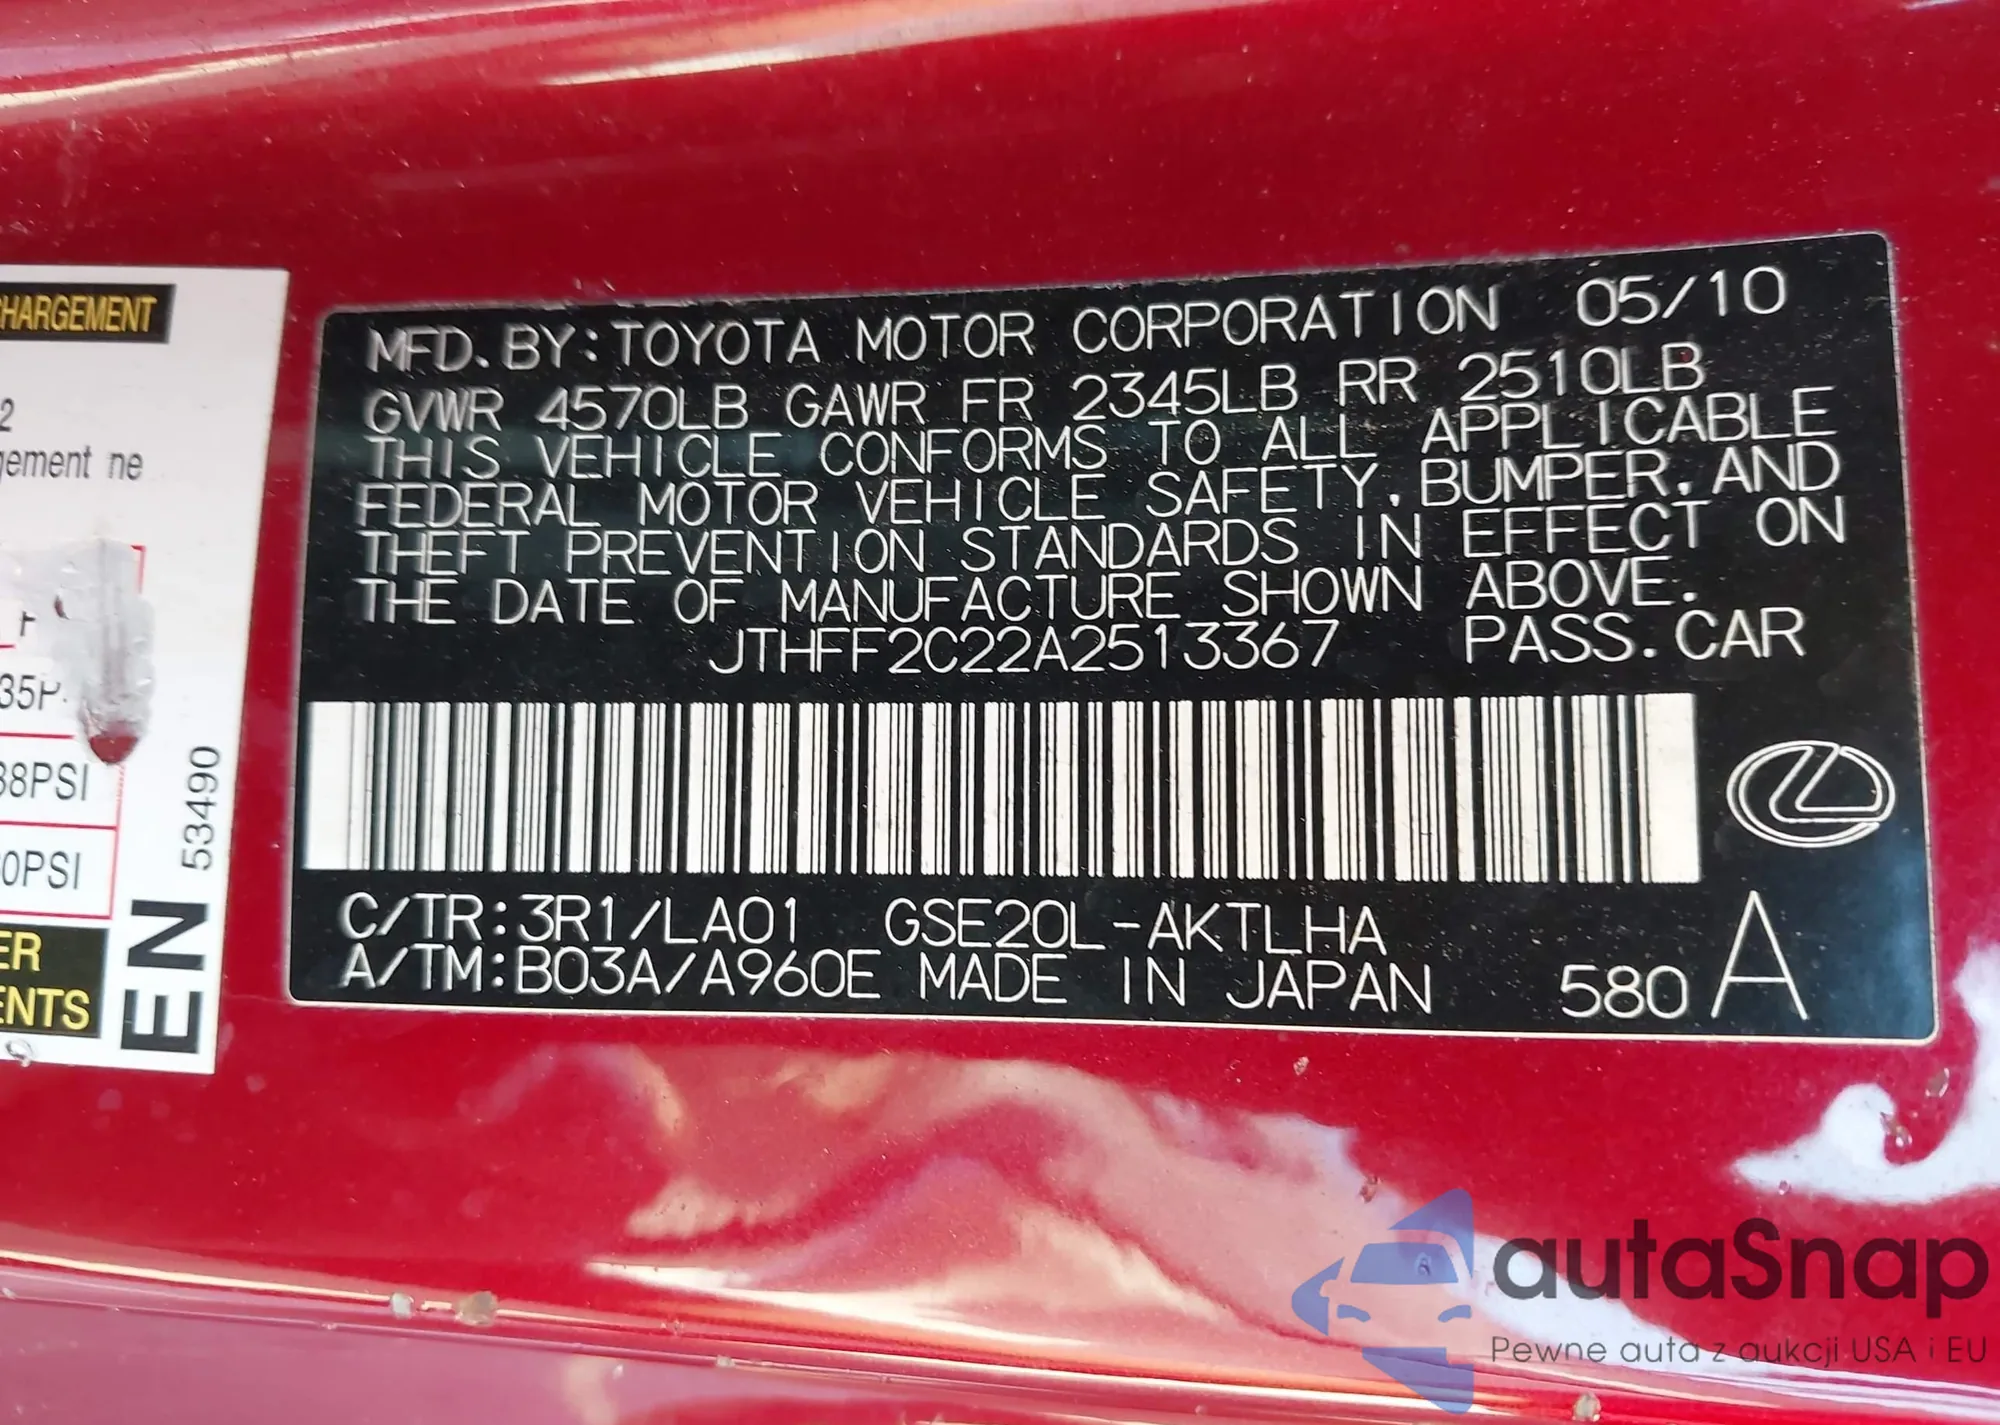 CHARGEMENT
2
gement ne
35P
38PSI
0PSI
ER
ENTS
EN 53490
MFD. BY: TOYOTA MOTOR CORPORATION 05/10
GVWR 4570LB GAWR FR 2345LB RR 2510LB
THIS VEHICLE CONFORMS TO ALL APPLICABLE
FEDERAL MOTOR VEHICLE SAFETY, BUMPER, AND
THEFT PREVENTION STANDARDS IN EFFECT ON
THE DATE OF MANUFACTURE SHOWN ABOVE.
JTHFF2C22A2513367 PASS. CAR
C/TR: 3R1/LA01 GSE20L-AKTLHA
A/TM: B03A/A960E MADE IN JAPAN 580 A
autaSnap
Pewne auta z aukcji USA i EU